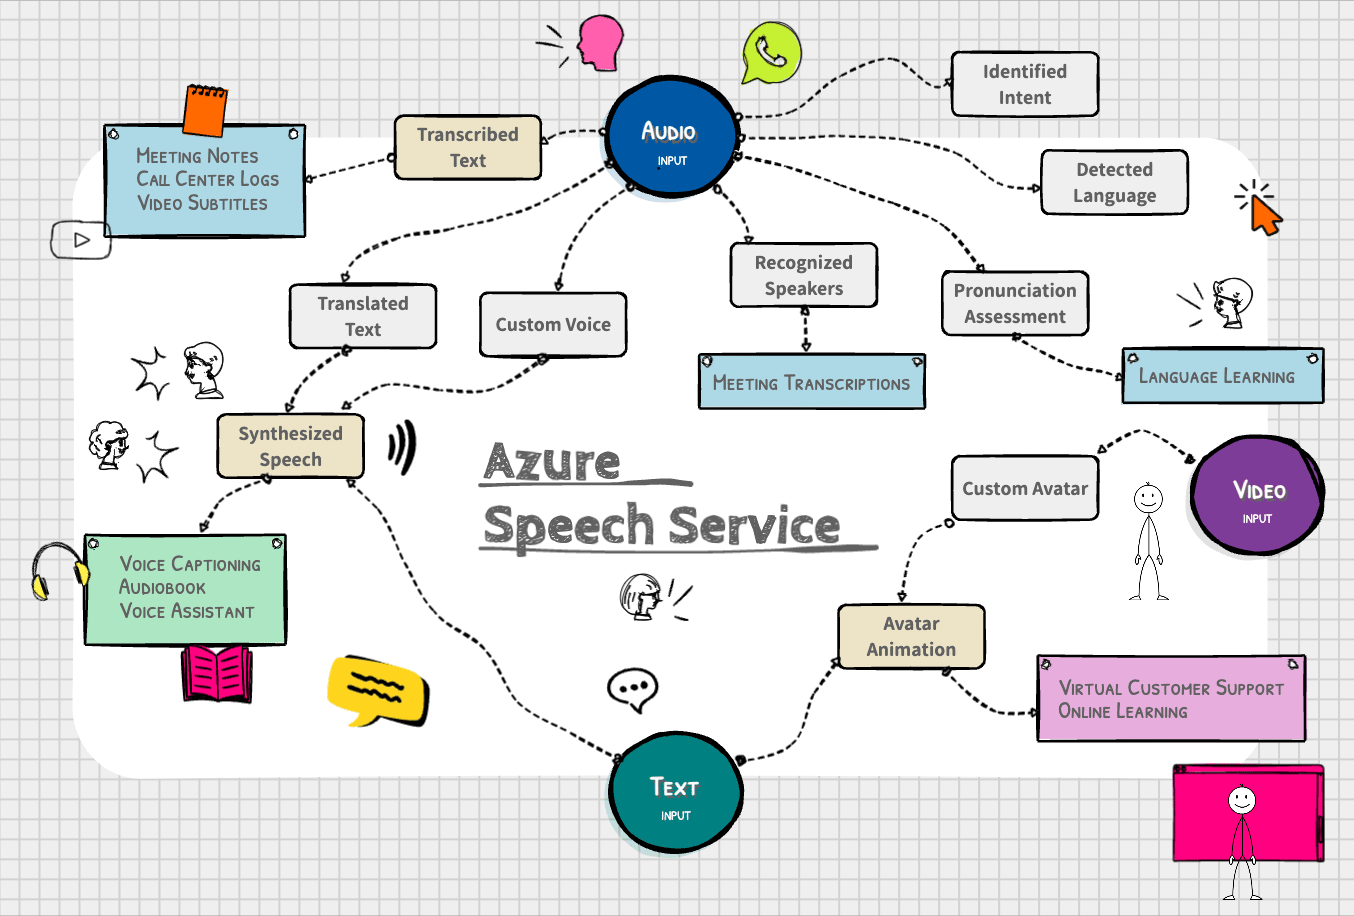 Audio
INPUT
Identified
Intent
Transcribed
Text
Meeting Notes
Call Center Logs
Video Subtitles
Detected
Language
Recognized
Speakers
Pronunciation
Assessment
Translated
Text
Custom Voice
Meeting Transcriptions
Language Learning
Synthesized
Speech
Azure
Speech Service
Custom Avatar
Video
INPUT
Voice Captioning
Audiobook
Voice Assistant
Avatar
Animation
Virtual Customer Support
Online Learning
Text
INPUT